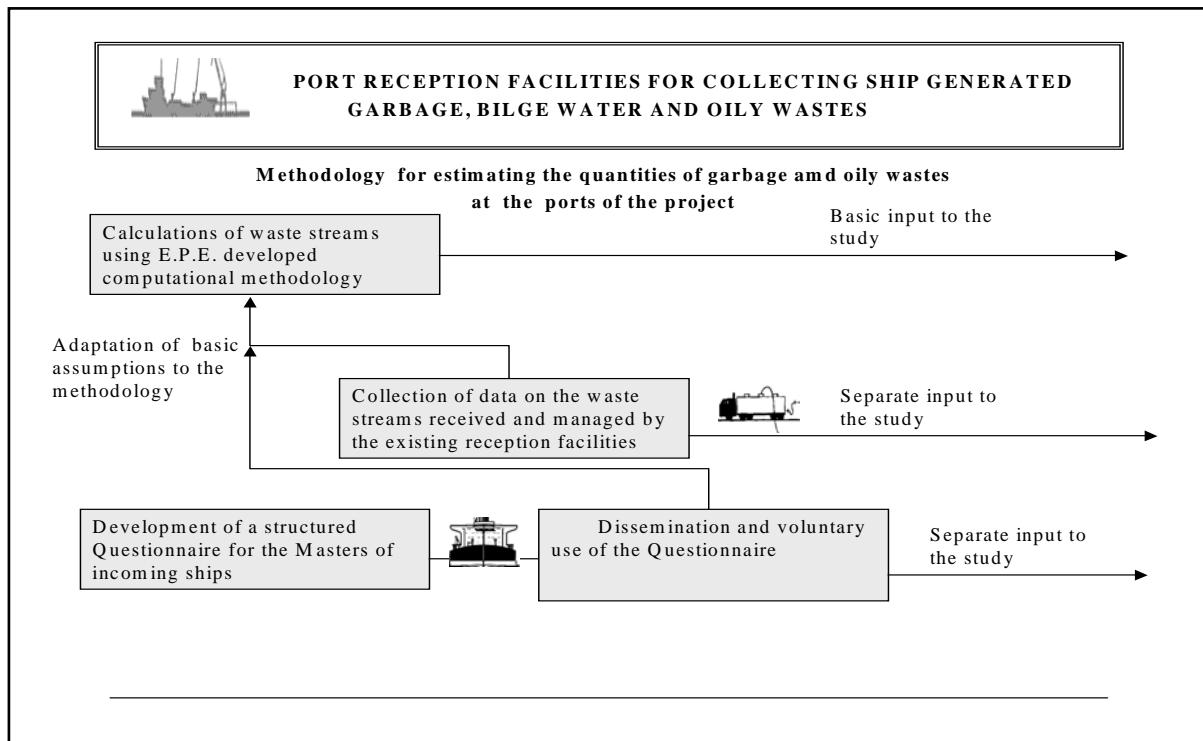 PORT RECEPTION FACILITIES FOR COLLECTING SHIP GENERATED
GARBAGE, BILGE WATER AND OILY WASTES
Methodology for estimating the quantities of garbage amd oily wastes
at the ports of the project
Calculations of waste streams
using E.P.E. developed
computational methodology
Basic input to the
study
Adaptation of basic
assumptions to the
methodology
Collection of data on the waste
streams received and managed by
the existing reception facilities
Separate input to
the study
Development of a structured
Questionnaire for the Masters of
incoming ships
Dissemination and voluntary
use of the Questionnaire
Separate input to
the study